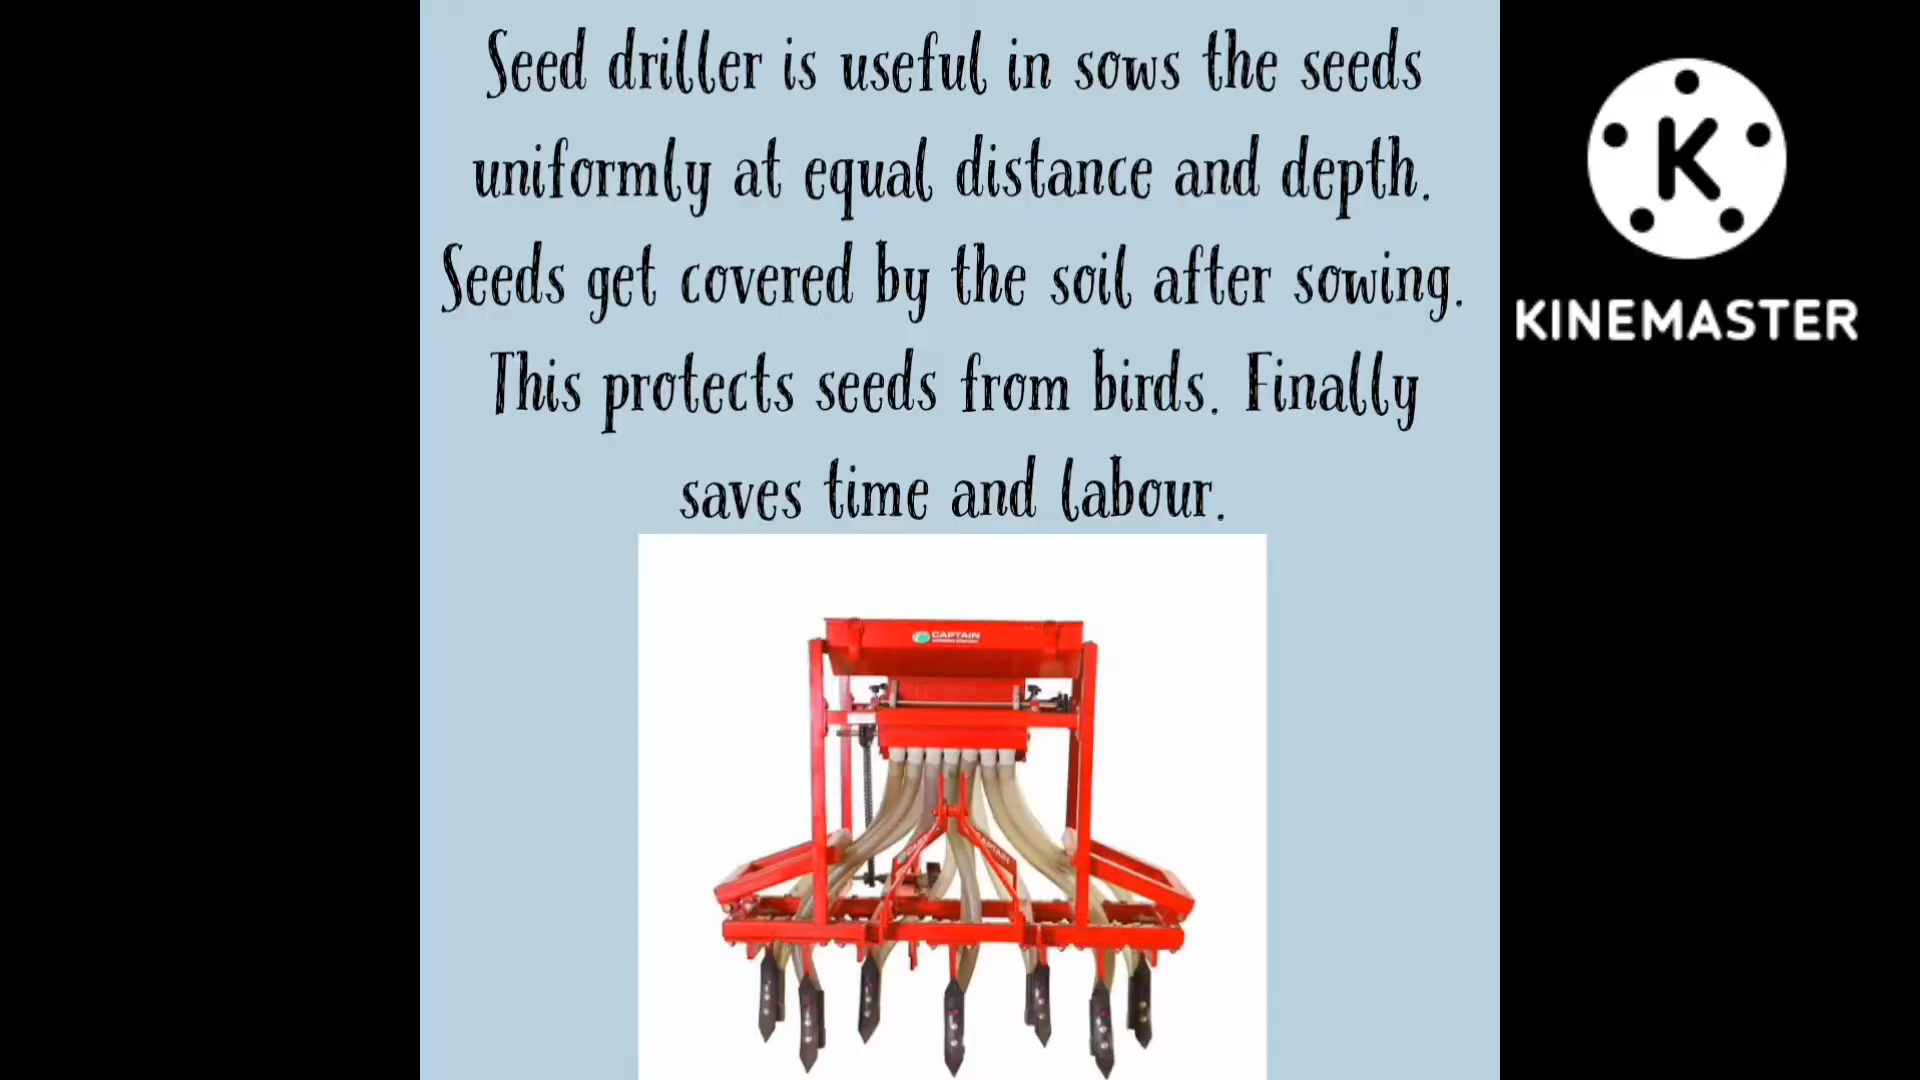 Seed driller is useful in sows the seeds
uniformly at equal distance and depth.
Seeds get covered by the soil after sowing.
This protects seeds from birds. Finally
saves time and labour.
K
KINEMASTER
CAPTAIN
CAPTAIN